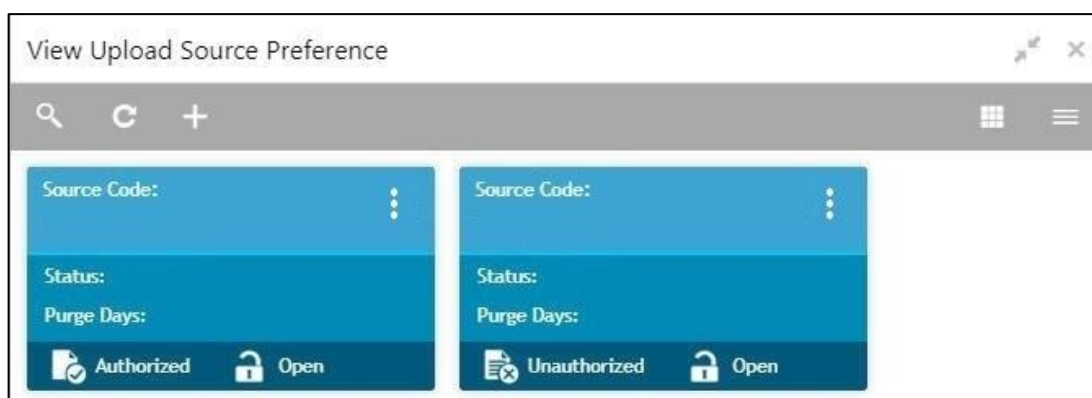 View Upload Source Preference
Source Code:
Status:
Purge Days:
Authorized Open
Source Code:
Status:
Purge Days:
Unauthorized Open